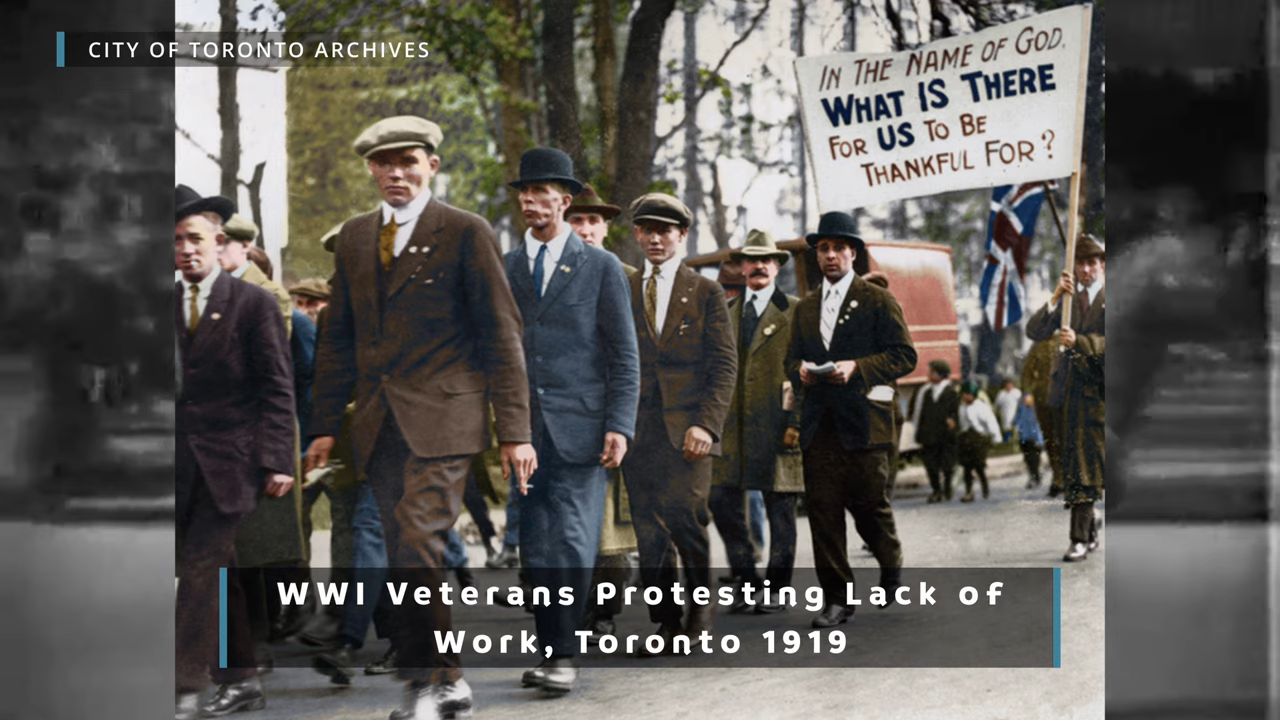 CITY OF TORONTO ARCHIVES
IN THE NAME OF GOD.
WHAT IS THERE
FOR US TO BE
THANKFUL FOR?
WWI Veterans Protesting Lack of
Work, Toronto 1919